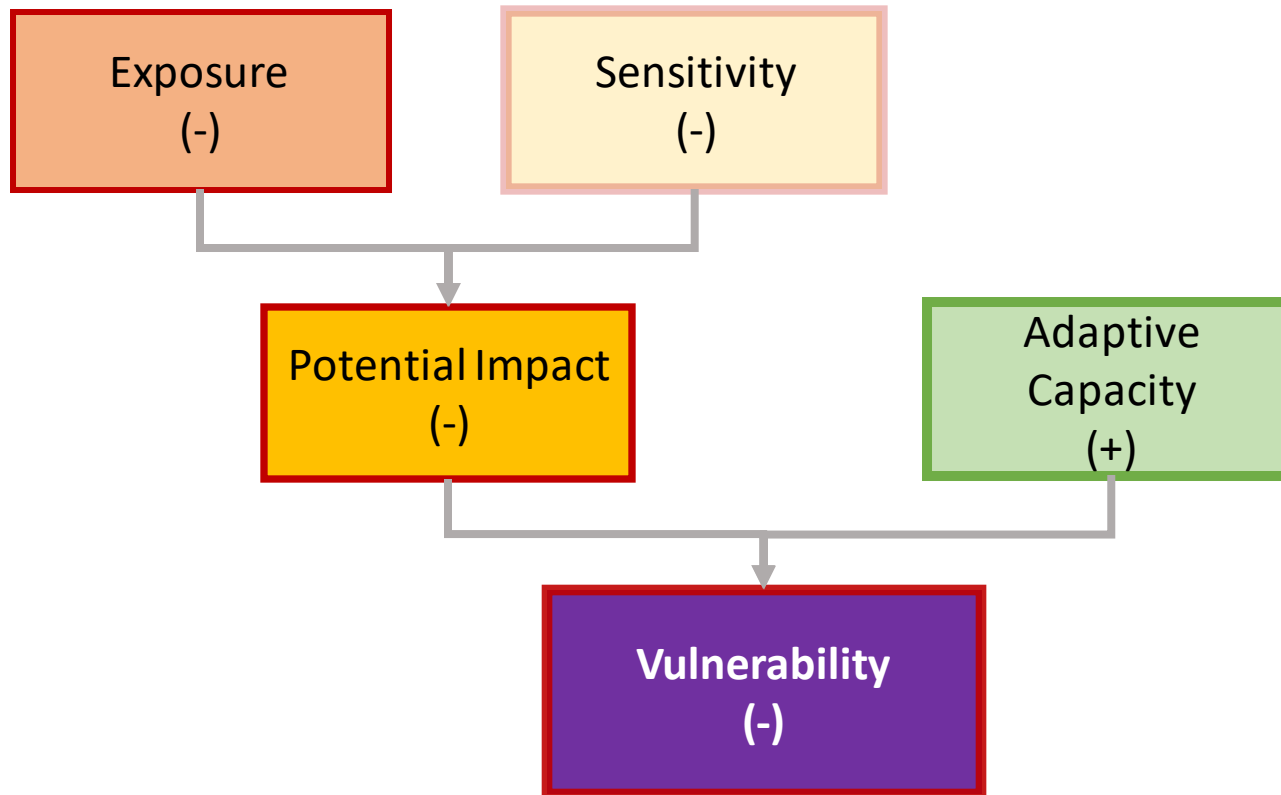 Exposure
(-)
Sensitivity
(-)
Potential Impact
(-)
Adaptive
Capacity
(+)
Vulnerability
(-)